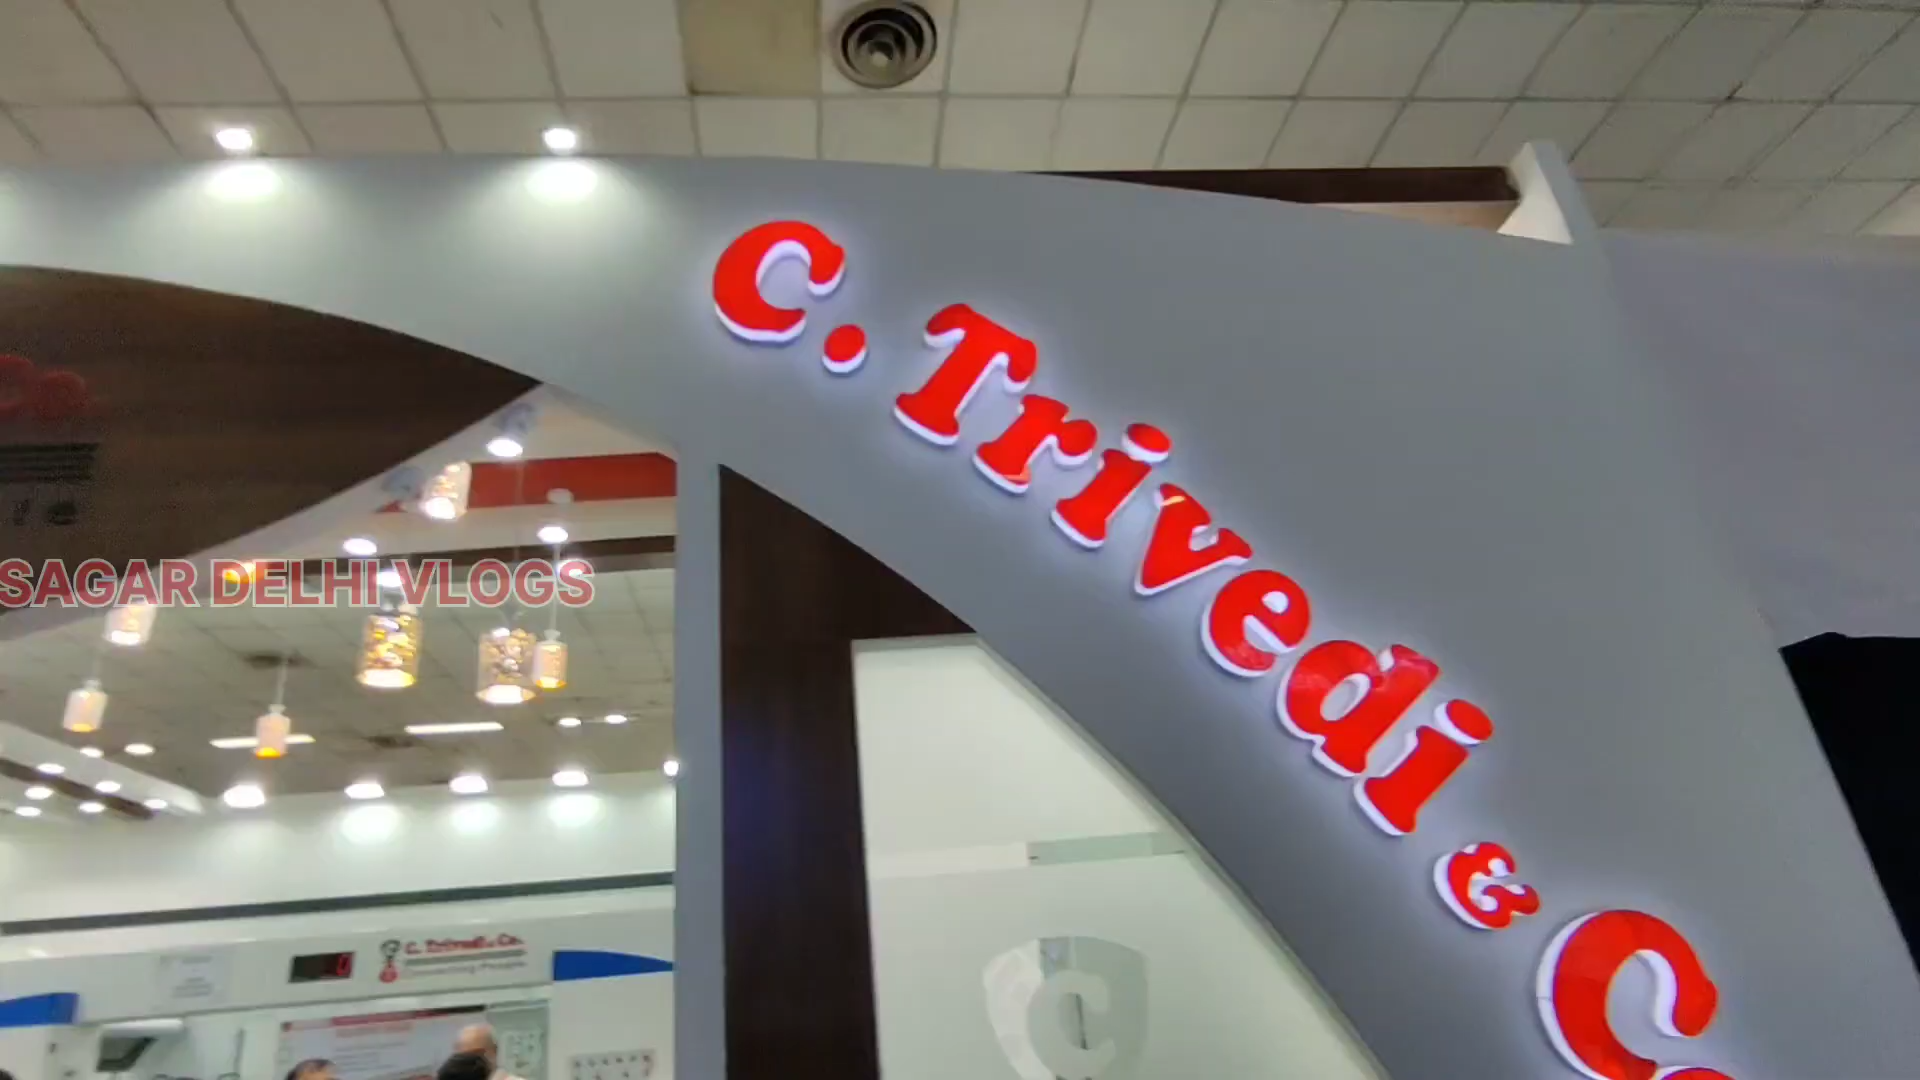 C. Trivedi & Co
SAGAR DELHI VLOGS
C. Trivedi & Co.
C